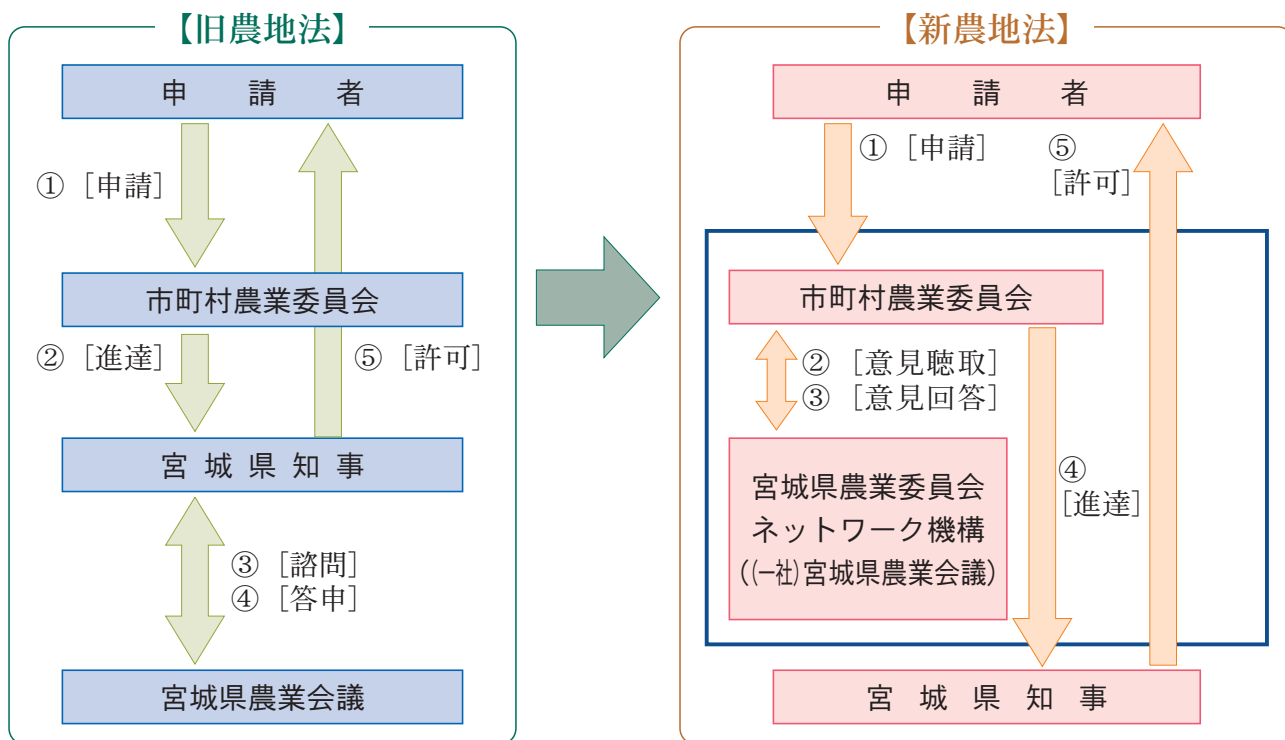 【旧農地法】
申請者
① [申請]
市町村農業委員会
② [進達]
⑤ [許可]
宮城県知事
③ [諮問]
④ [答申]
宮城県農業会議
【新農地法】
申請者
① [申請]
⑤
[許可]
市町村農業委員会
② [意見聴取]
③ [意見回答]
宮城県農業委員会
ネットワーク機構
((一社)宮城県農業会議)
④
[進達]
宮城県知事